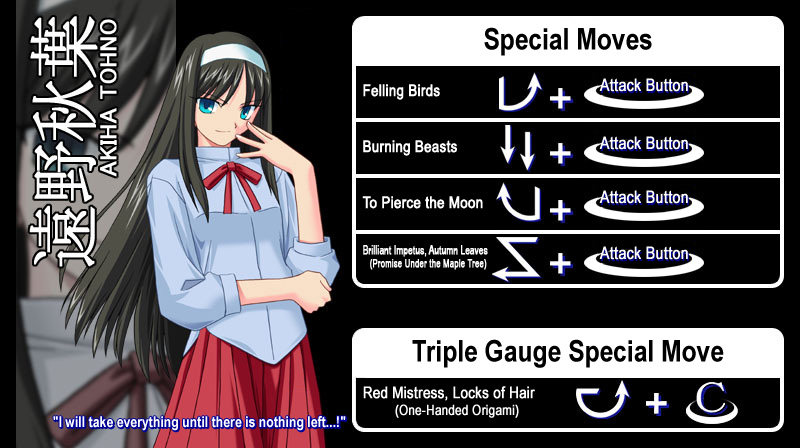 遠野秋葉
AKIHA TOHNO
"I will take everything until there is nothing left...!"
Special Moves
Felling Birds + Attack Button
Burning Beasts + Attack Button
To Pierce the Moon + Attack Button
Brilliant Impetus, Autumn Leaves
(Promise Under the Maple Tree) + Attack Button
Triple Gauge Special Move
Red Mistress, Locks of Hair + C
(One-Handed Origami)